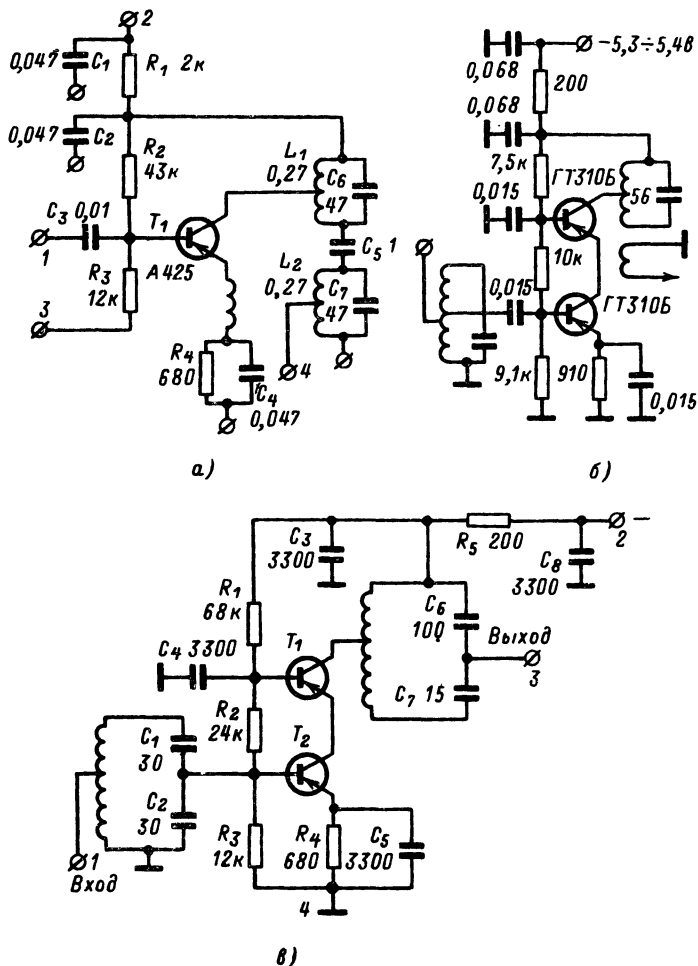 2
0,047
C1
R1 2к
0,047
C2
R2
43к
C3 0,01
1
T1
А425
R3
12к
3
L1
0,27
C6
47
C5 1
L2
0,27
C7
47
4
R4
680
C4
0,047
а)
−5,3÷5,4в
0,068
200
0,068
7,5к
ГТ310Б
56
0,015
10к
0,015
ГТ310Б
9,1к
910
0,015
б)
C3
3300
R5 200
2 −
C8
3300
R1
68к
C6
100
Выход
3
C4 3300
T1
C7 15
R2
24к
T2
C1
30
C2
30
1
Вход
R3
12к
R4
680
C5
3300
4
в)